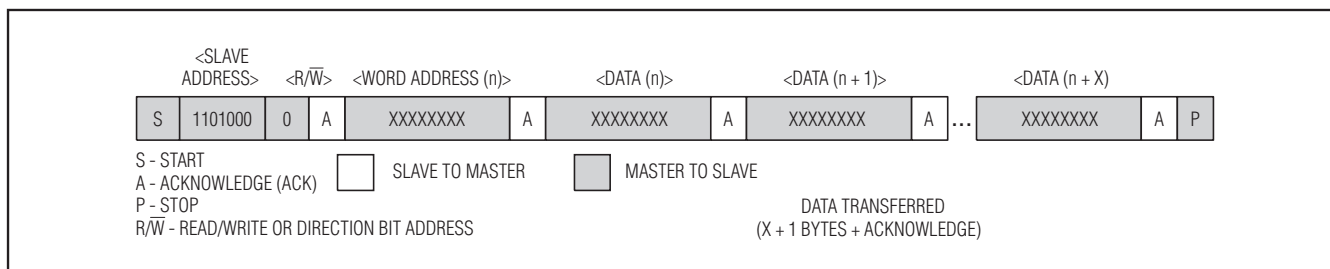 <SLAVE
ADDRESS> <R/W̅> <WORD ADDRESS (n)> <DATA (n)> <DATA (n + 1)> <DATA (n + X)
S 1101000 0 A XXXXXXXX A XXXXXXXX A XXXXXXXX A ... XXXXXXXX A P
S - START
A - ACKNOWLEDGE (ACK) SLAVE TO MASTER MASTER TO SLAVE
P - STOP DATA TRANSFERRED
R/W̅ - READ/WRITE OR DIRECTION BIT ADDRESS (X + 1 BYTES + ACKNOWLEDGE)